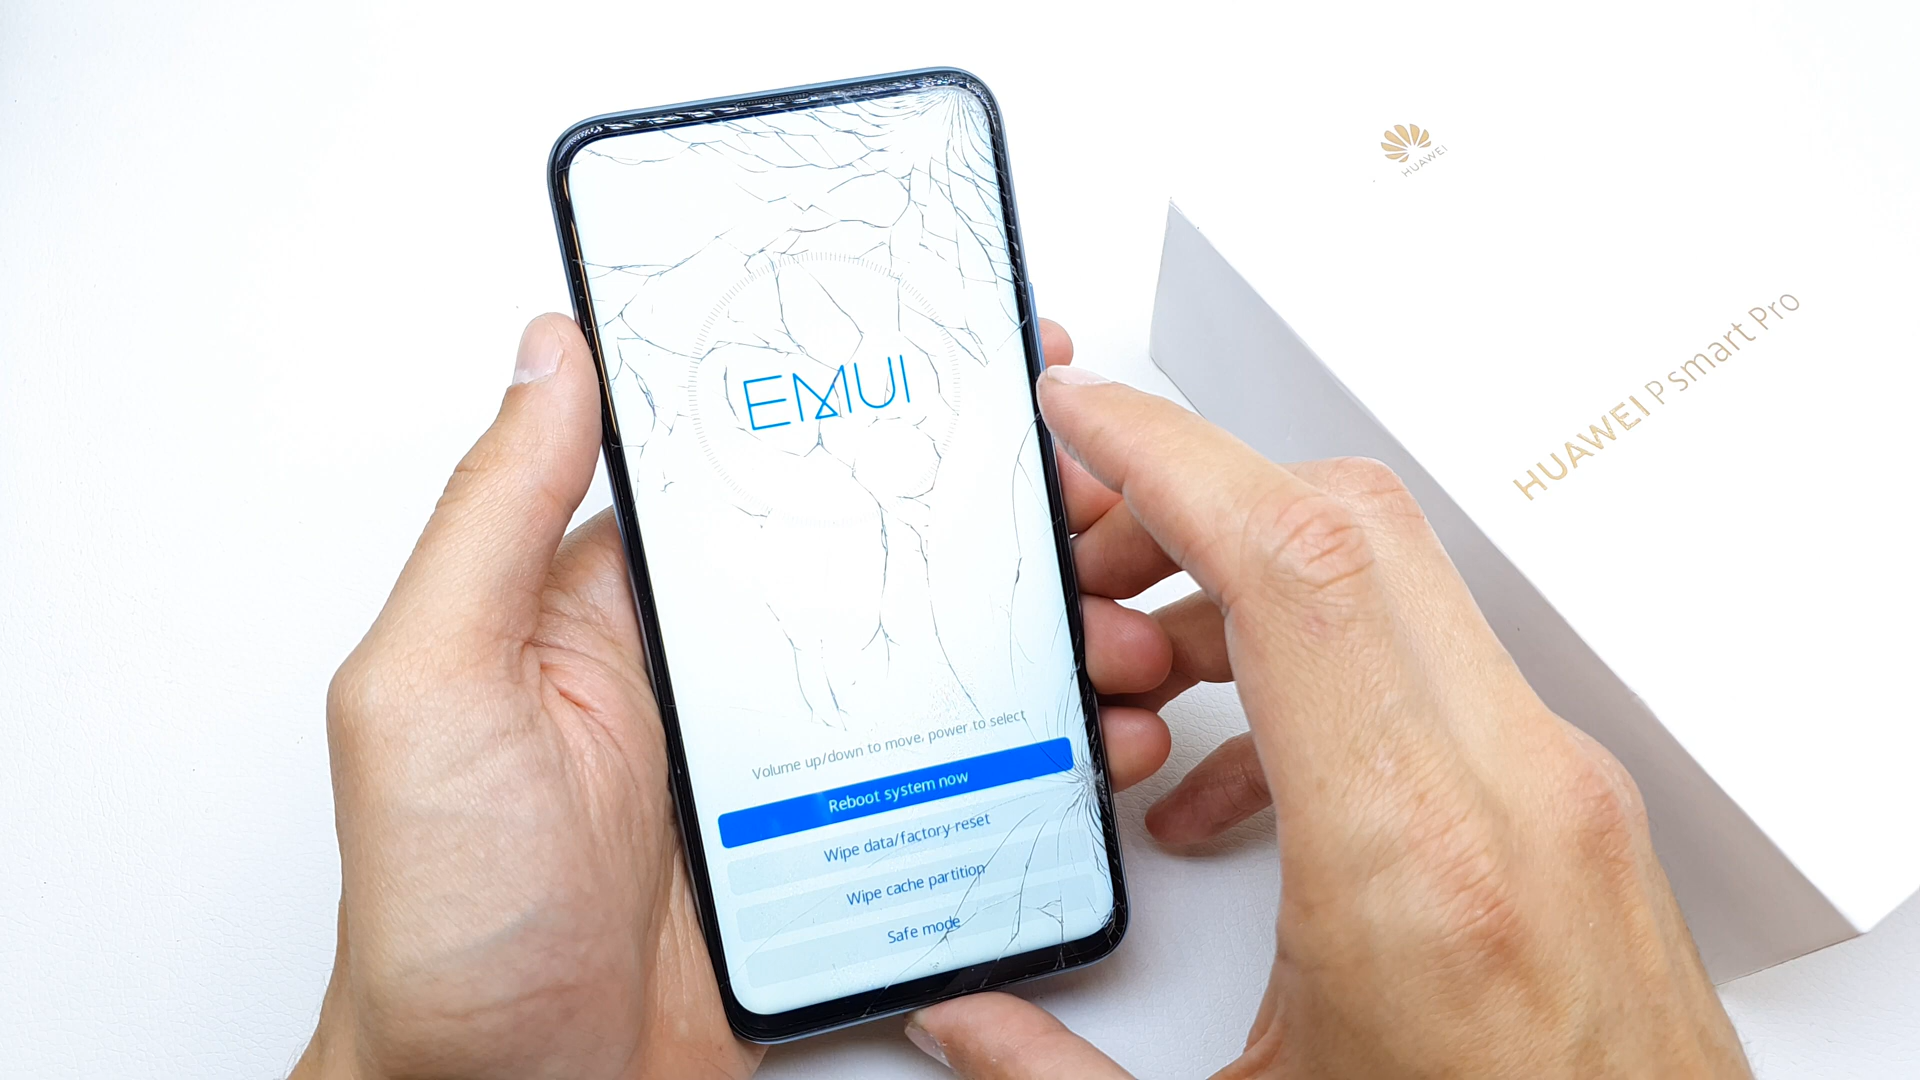 EMUI
Volume up/down to move, power to select
Reboot system now
Wipe data/factory reset
Wipe cache partition
Safe mode
HUAWEI
HUAWEI P smart Pro